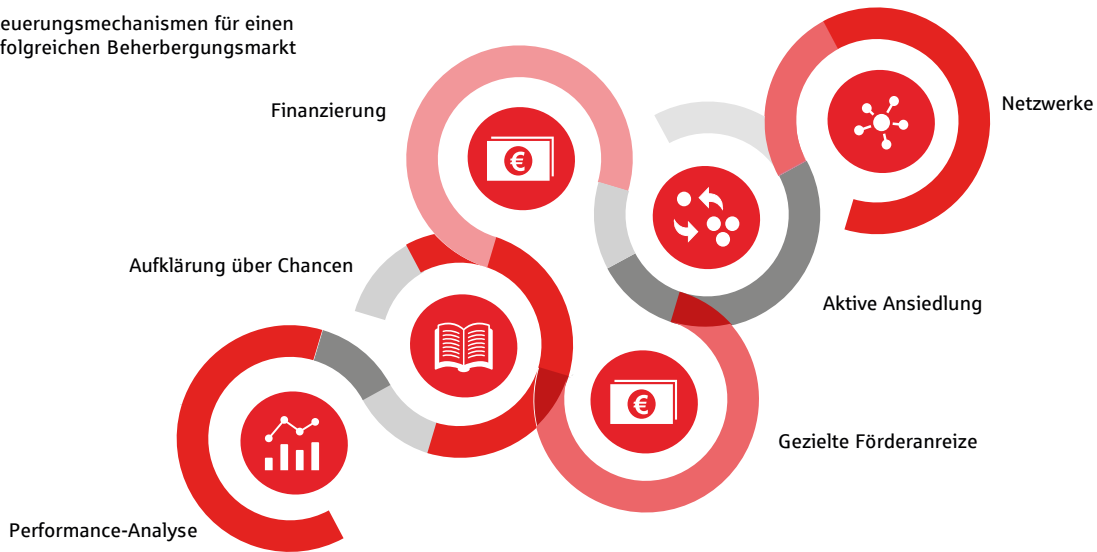 euerungsmechanismen für einen
folgreichen Beherbergungsmarkt
Finanzierung
Netzwerke
Aufklärung über Chancen
Aktive Ansiedlung
Gezielte Förderanreize
Performance-Analyse
€
€